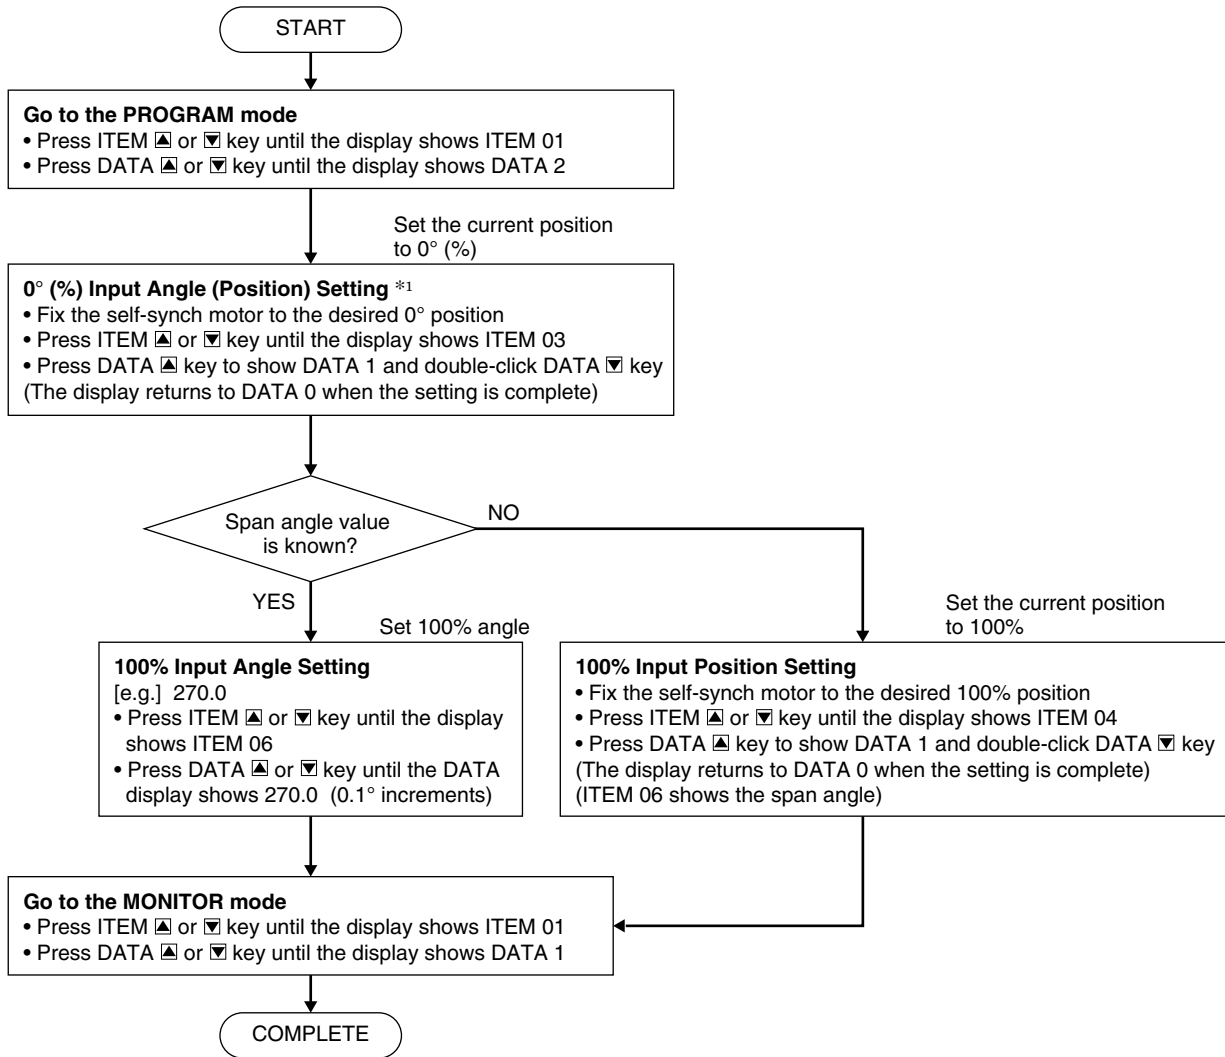 START
Go to the PROGRAM mode
• Press ITEM ▲ or ▼ key until the display shows ITEM 01
• Press DATA ▲ or ▼ key until the display shows DATA 2
Set the current position
to 0° (%)
0° (%) Input Angle (Position) Setting *1
• Fix the self-synch motor to the desired 0° position
• Press ITEM ▲ or ▼ key until the display shows ITEM 03
• Press DATA ▲ key to show DATA 1 and double-click DATA ▼ key
(The display returns to DATA 0 when the setting is complete)
Span angle value
is known?
NO
YES
Set 100% angle
100% Input Angle Setting
[e.g.] 270.0
• Press ITEM ▲ or ▼ key until the display
shows ITEM 06
• Press DATA ▲ or ▼ key until the DATA
display shows 270.0 (0.1° increments)
Set the current position
to 100%
100% Input Position Setting
• Fix the self-synch motor to the desired 100% position
• Press ITEM ▲ or ▼ key until the display shows ITEM 04
• Press DATA ▲ key to show DATA 1 and double-click DATA ▼ key
(The display returns to DATA 0 when the setting is complete)
(ITEM 06 shows the span angle)
Go to the MONITOR mode
• Press ITEM ▲ or ▼ key until the display shows ITEM 01
• Press DATA ▲ or ▼ key until the display shows DATA 1
COMPLETE